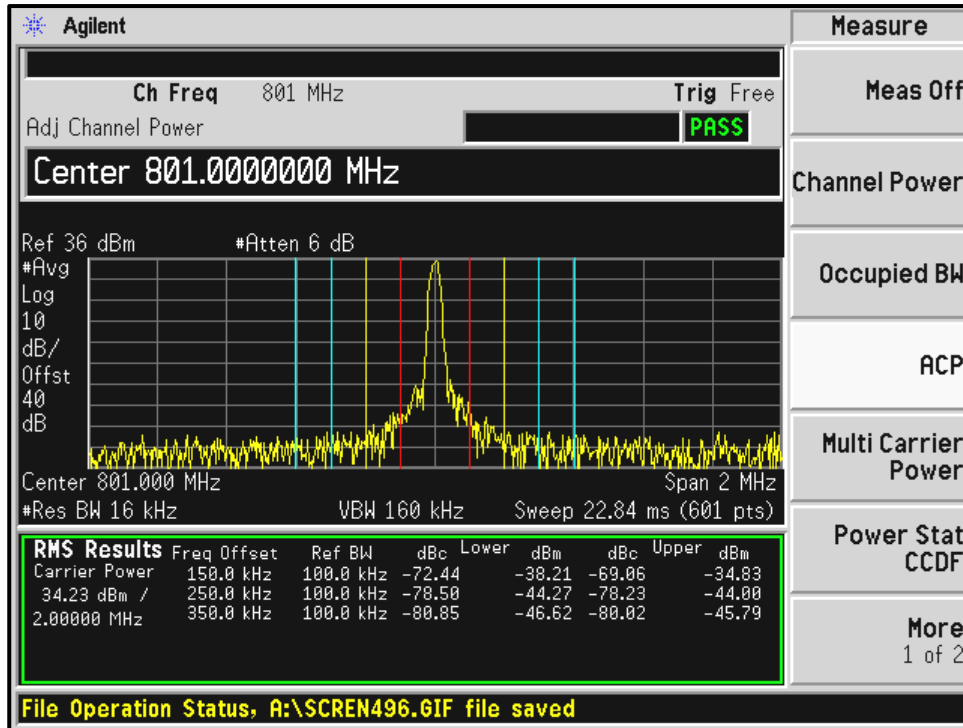 Agilent
Measure
Ch Freq 801 MHz Trig Free
Meas Off
Adj Channel Power PASS
Center 801.0000000 MHz
Channel Power
Ref 36 dBm #Atten 6 dB
#Avg
Log
10
dB/
Offst
40
dB
Occupied BW
ACP
Multi Carrier
Power
Center 801.000 MHz Span 2 MHz
#Res BW 16 kHz VBW 160 kHz Sweep 22.84 ms (601 pts)
RMS Results Freq Offset Ref BW dBc Lower dBm dBc Upper dBm
Carrier Power 150.0 kHz 100.0 kHz -72.44 -38.21 -69.06 -34.83
34.23 dBm / 250.0 kHz 100.0 kHz -78.50 -44.27 -78.23 -44.00
2.00000 MHz 350.0 kHz 100.0 kHz -80.85 -46.62 -80.02 -45.79
Power Stat
CCDF
More
1 of 2
File Operation Status, A:\SCREN496.GIF file saved